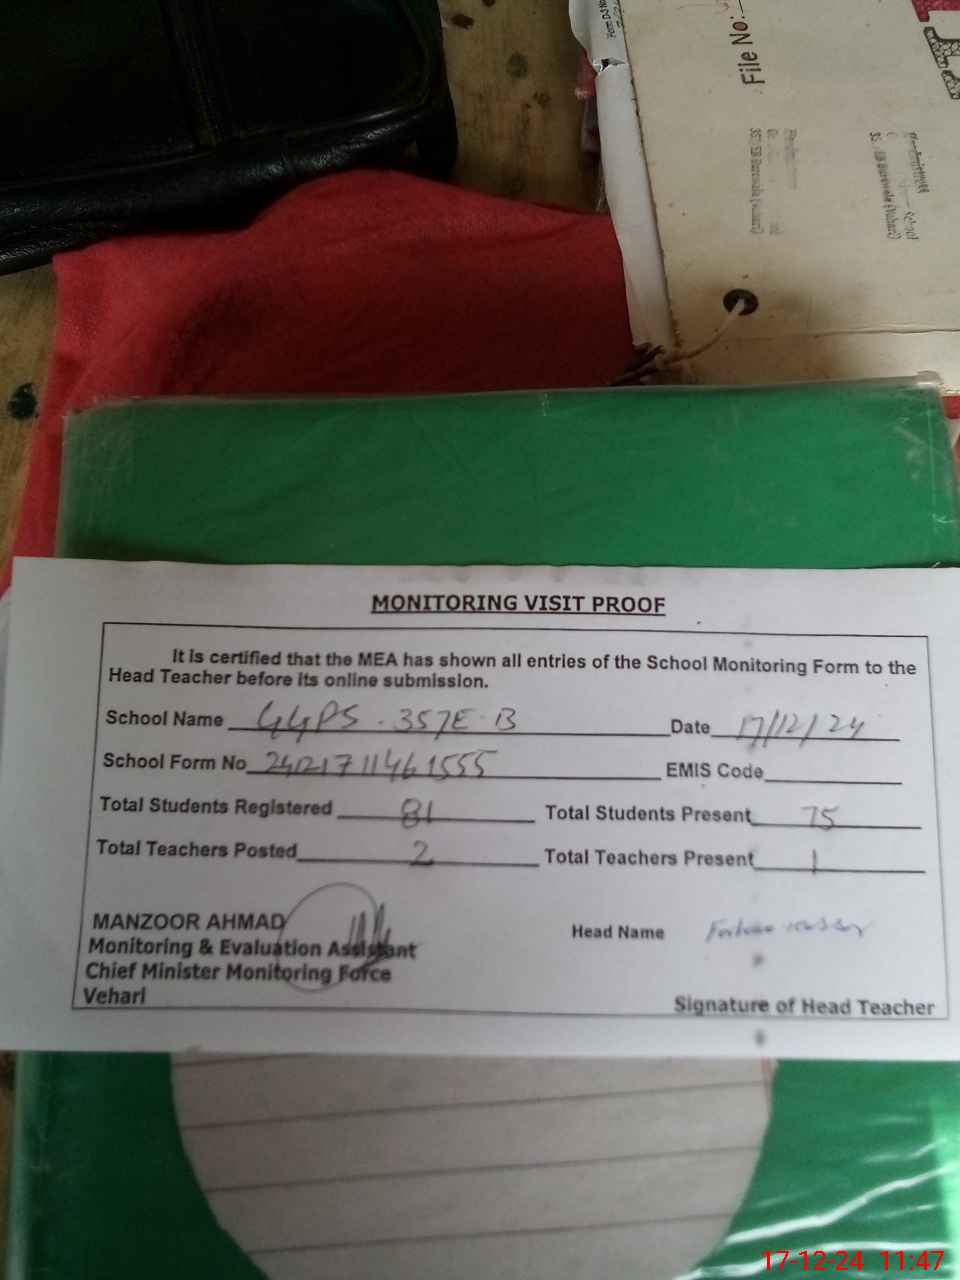 File No:
MONITORING VISIT PROOF
It is certified that the MEA has shown all entries of the School Monitoring Form to the
Head Teacher before its online submission.
School Name GGPS . 357E.B Date 17/12/24
School Form No 24121711461555 EMIS Code
Total Students Registered 81 Total Students Present 75
Total Teachers Posted 2 Total Teachers Present 1
MANZOOR AHMAD
Monitoring & Evaluation Assistant Head Name
Chief Minister Monitoring Force
Vehari Signature of Head Teacher
17-12-24 11:47